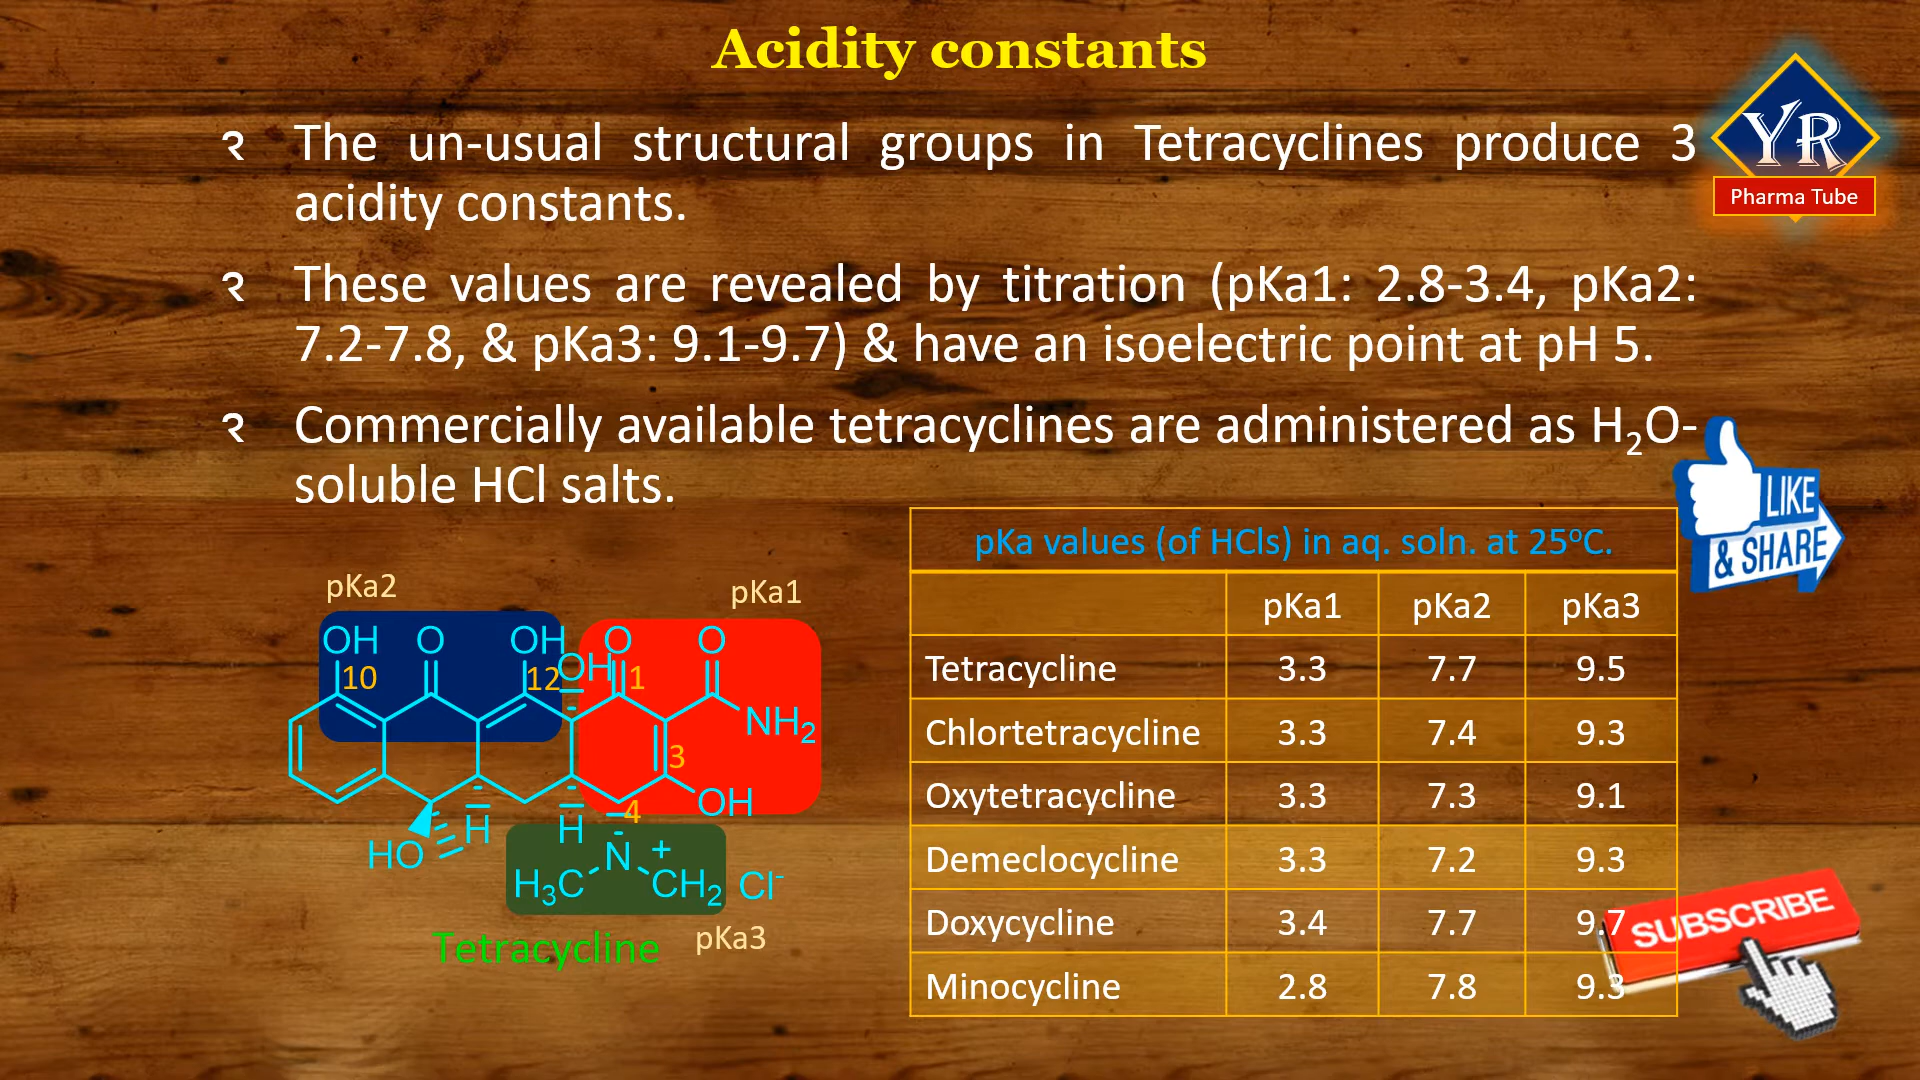 Acidity constants
YR
Pharma Tube
The un-usual structural groups in Tetracyclines produce 3
acidity constants.
These values are revealed by titration (pKa1: 2.8-3.4, pKa2:
7.2-7.8, & pKa3: 9.1-9.7) & have an isoelectric point at pH 5.
Commercially available tetracyclines are administered as H₂O-
soluble HCl salts.
LIKE
& SHARE
pKa values (of HCls) in aq. soln. at 25°C.
pKa1 pKa2 pKa3
Tetracycline 3.3 7.7 9.5
Chlortetracycline 3.3 7.4 9.3
Oxytetracycline 3.3 7.3 9.1
Demeclocycline 3.3 7.2 9.3
Doxycycline 3.4 7.7 9.7
Minocycline 2.8 7.8 9.3
SUBSCRIBE
pKa2 pKa1
OH O OH O O
10 12 OH 1
NH₂
3
4 OH
H H
HO N +
H₃C CH₂ Cl⁻
Tetracycline pKa3